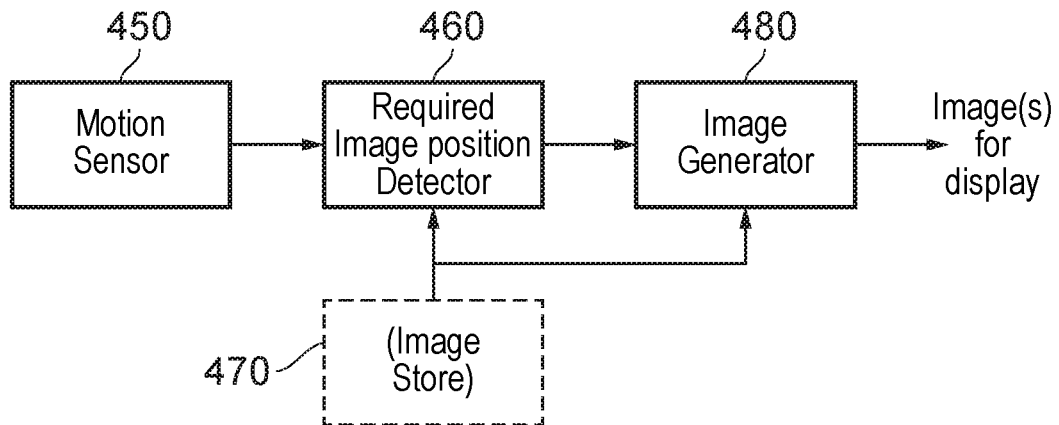 450
460
480
Motion
Sensor
Required
Image position
Detector
Image
Generator
Image(s)
for
display
470
(Image
Store)